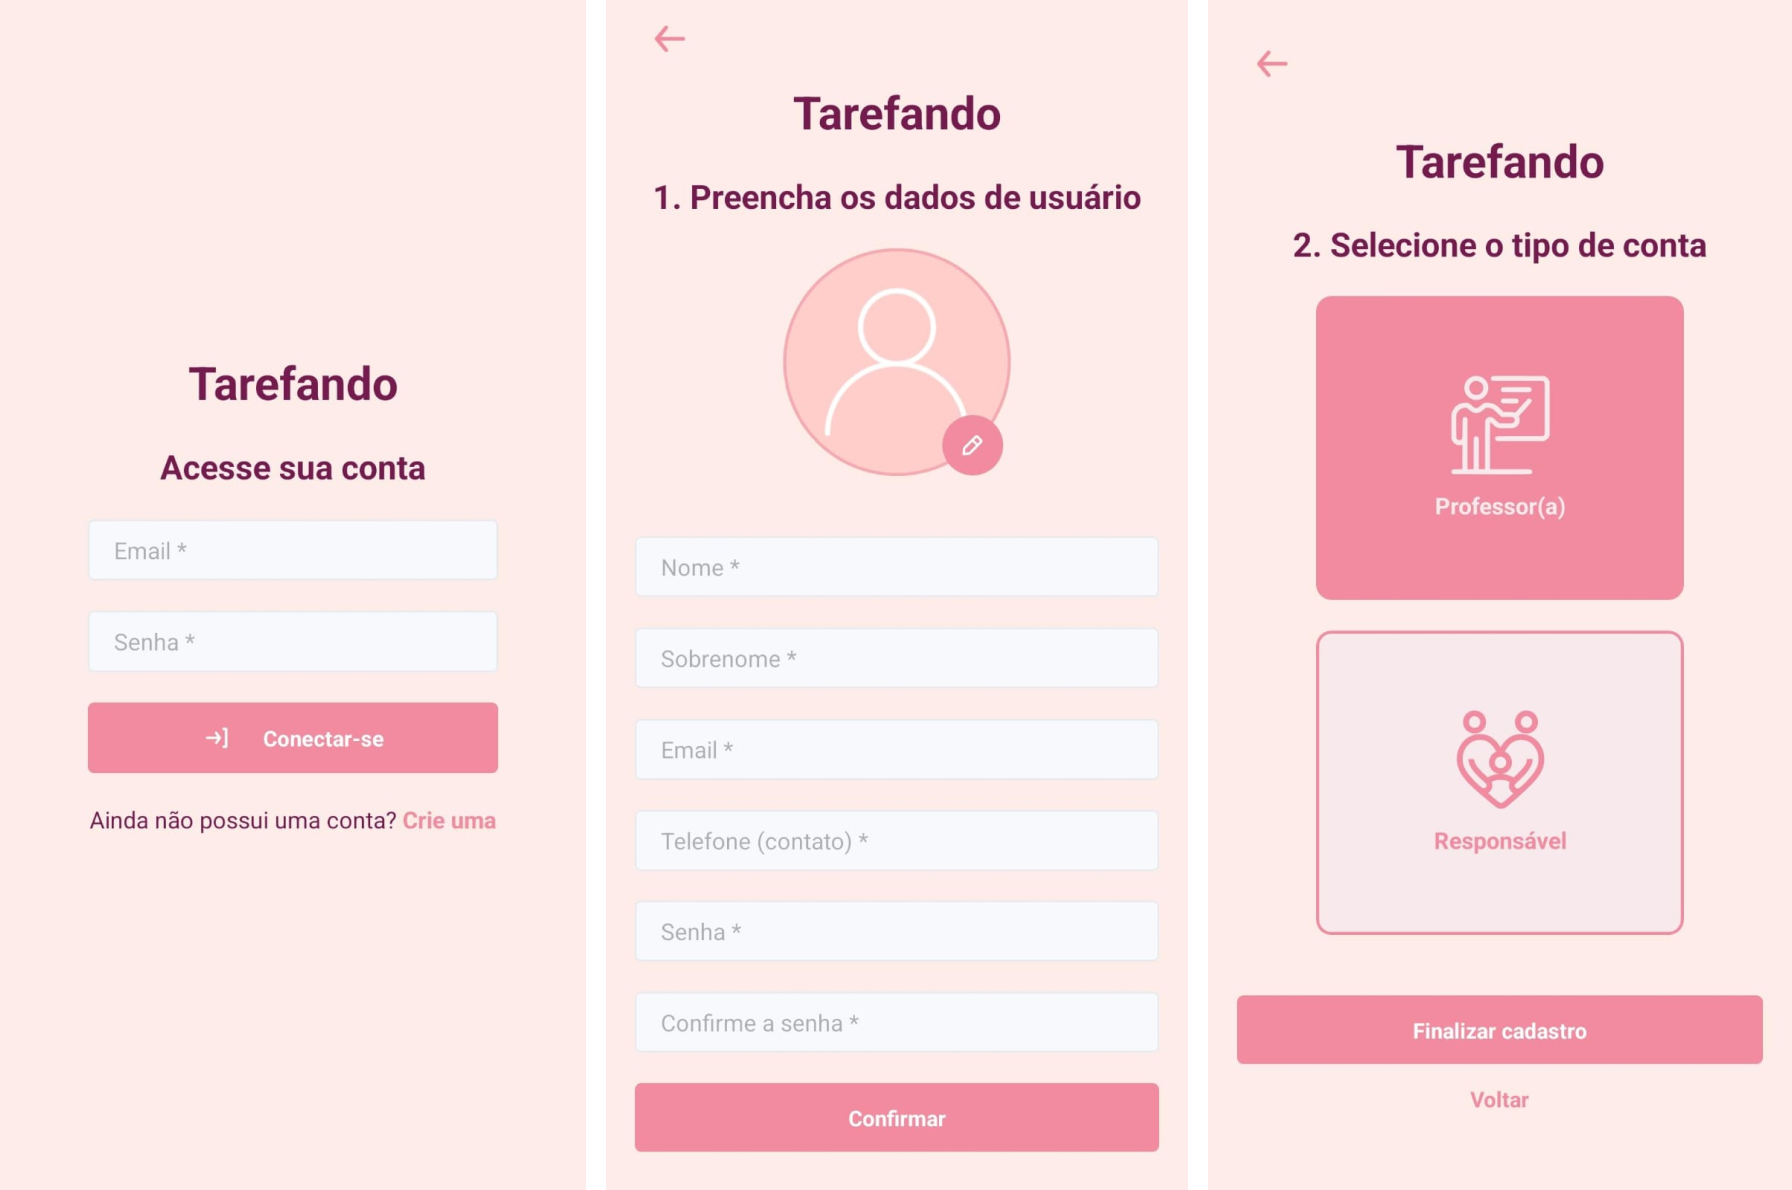 Tarefando
Acesse sua conta
Email *
Senha *
Conectar-se
Ainda não possui uma conta? Crie uma
Tarefando
1. Preencha os dados de usuário
Nome *
Sobrenome *
Email *
Telefone (contato) *
Senha *
Confirme a senha *
Confirmar
Tarefando
2. Selecione o tipo de conta
Professor(a)
Responsável
Finalizar cadastro
Voltar